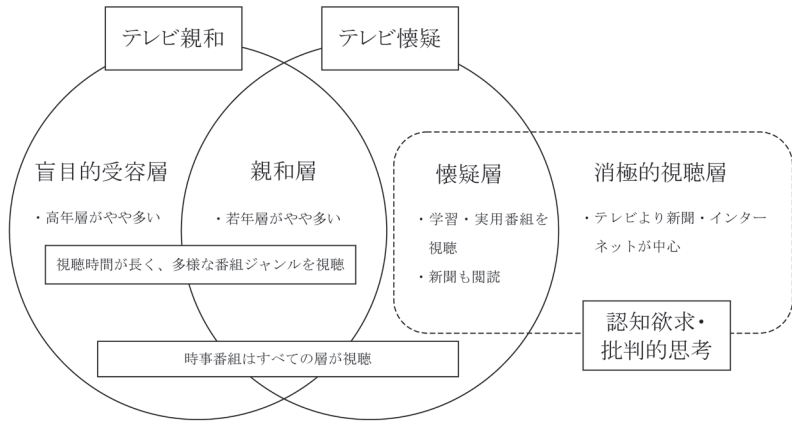 テレビ親和
テレビ懐疑
盲目的受容層
・高年層がやや多い
親和層
・若年層がやや多い
視聴時間が長く、多様な番組ジャンルを視聴
懐疑層
・学習・実用番組を
視聴
・新聞も閲読
消極的視聴層
・テレビより新聞・インター
ネットが中心
認知欲求・
批判的思考
時事番組はすべての層が視聴